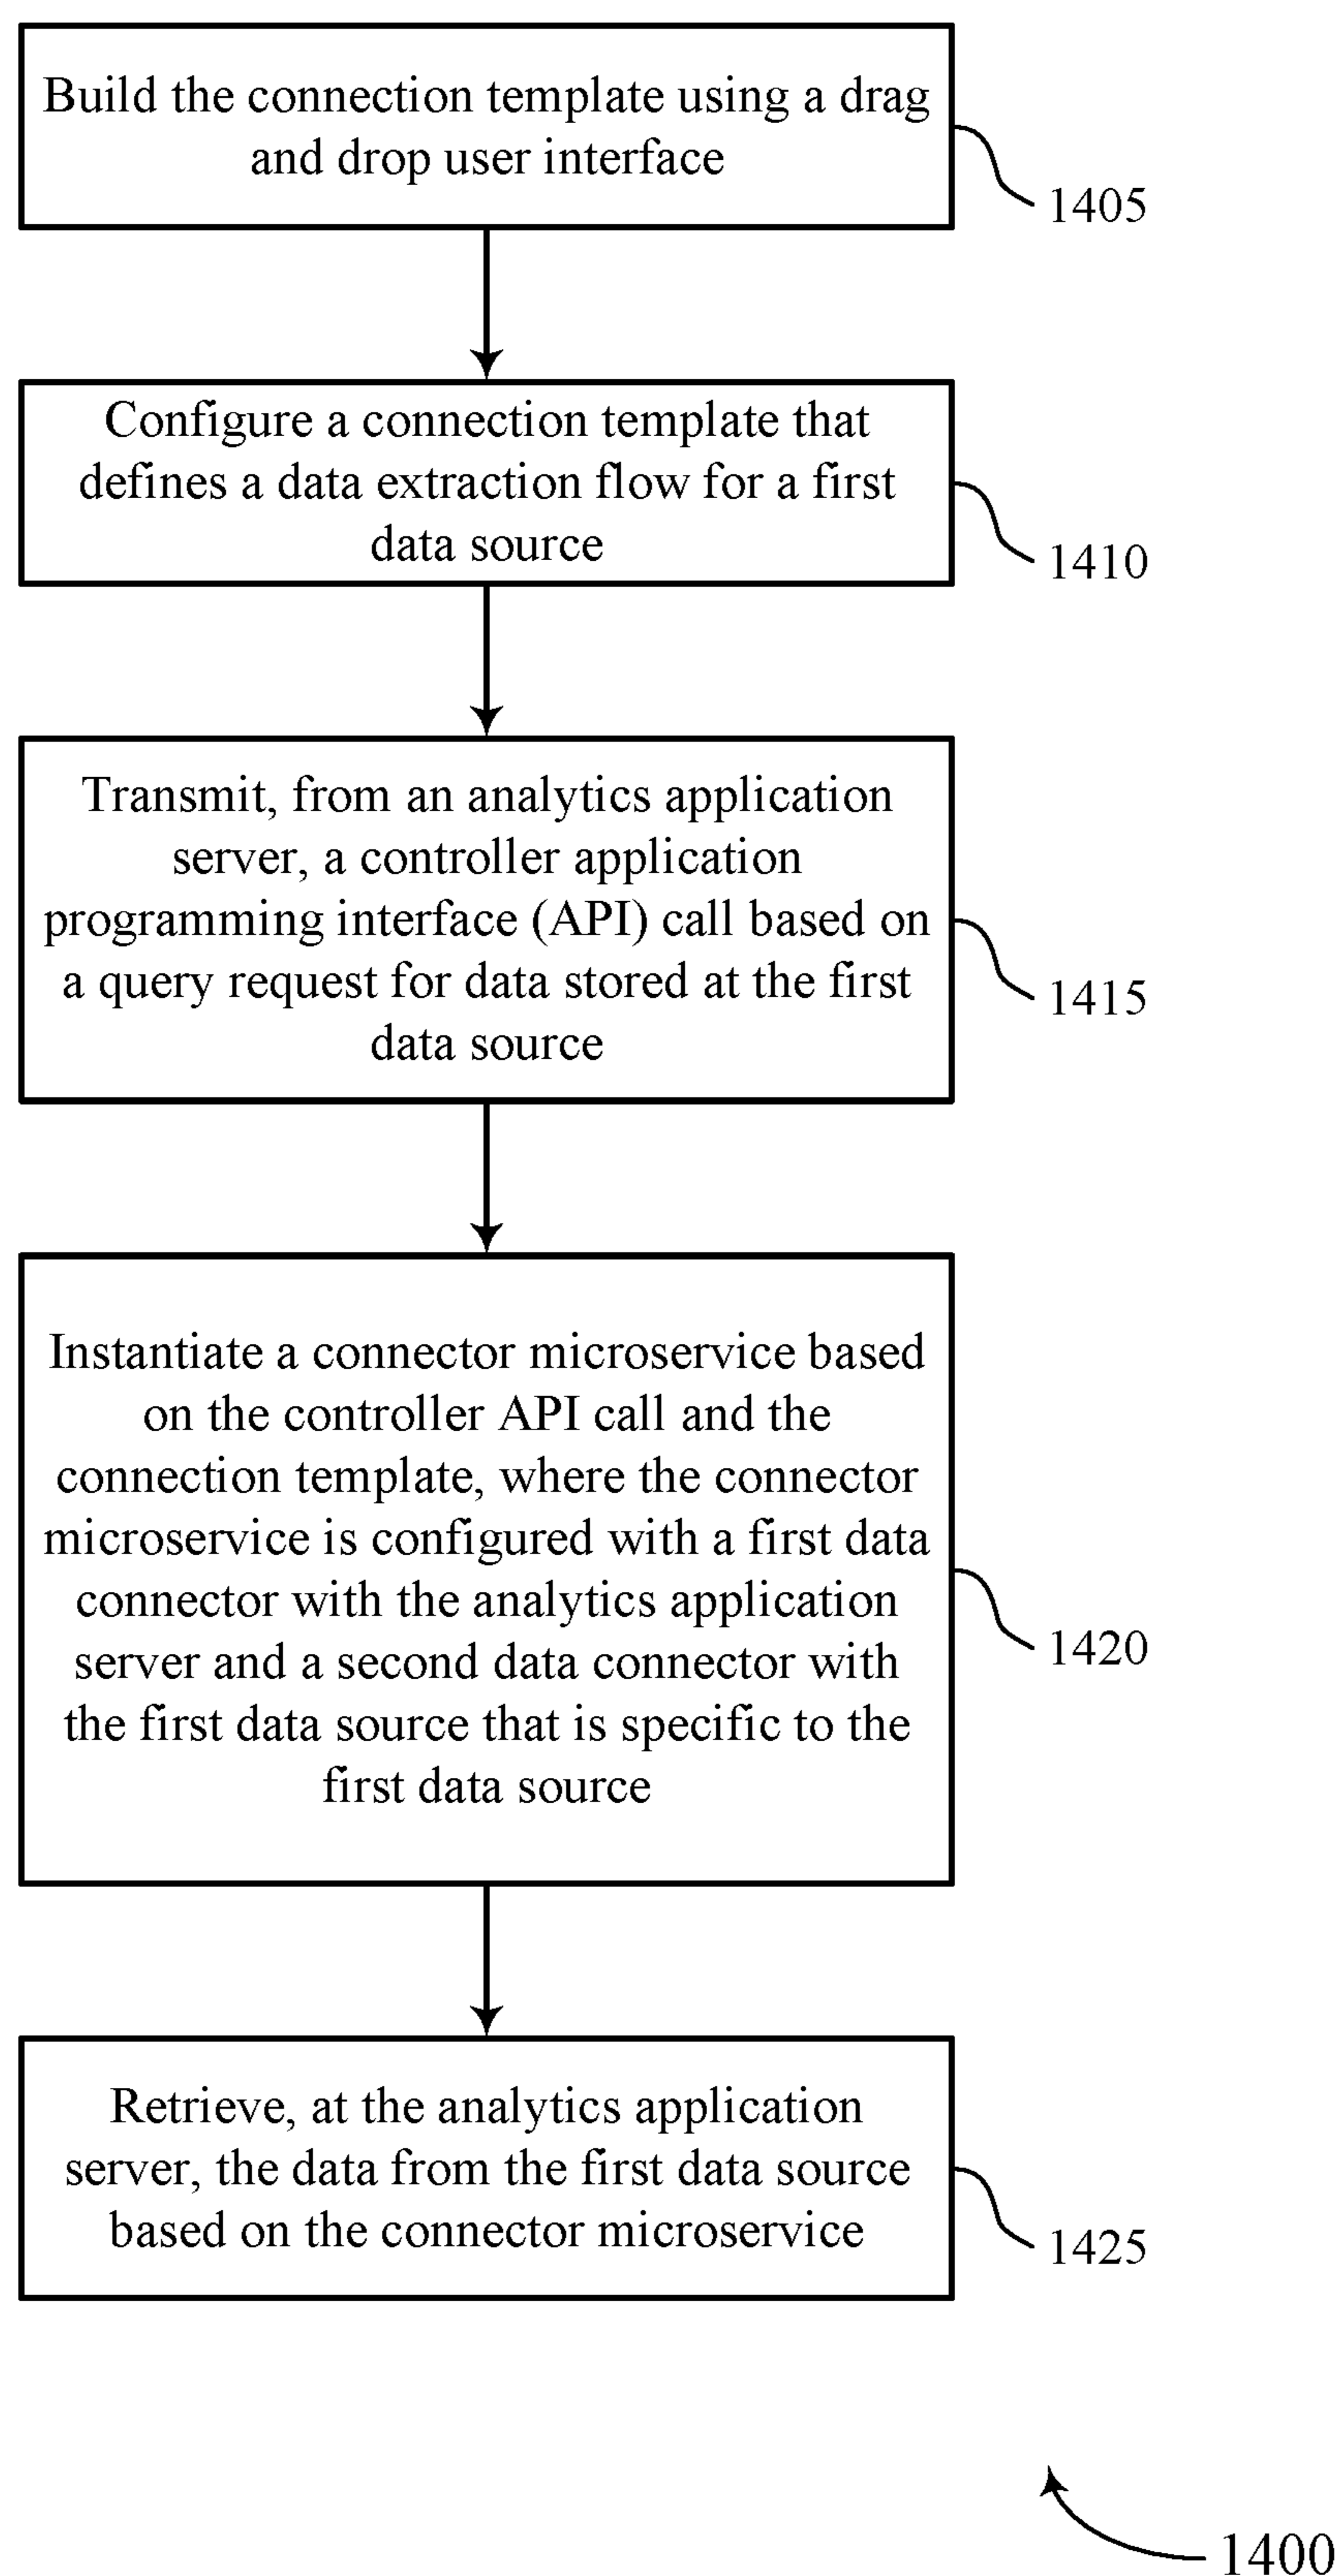 Build the connection template using a drag
and drop user interface
1405
Configure a connection template that
defines a data extraction flow for a first
data source
1410
Transmit, from an analytics application
server, a controller application
programming interface (API) call based on
a query request for data stored at the first
data source
1415
Instantiate a connector microservice based
on the controller API call and the
connection template, where the connector
microservice is configured with a first data
connector with the analytics application
server and a second data connector with
the first data source that is specific to the
first data source
1420
Retrieve, at the analytics application
server, the data from the first data source
based on the connector microservice
1425
1400